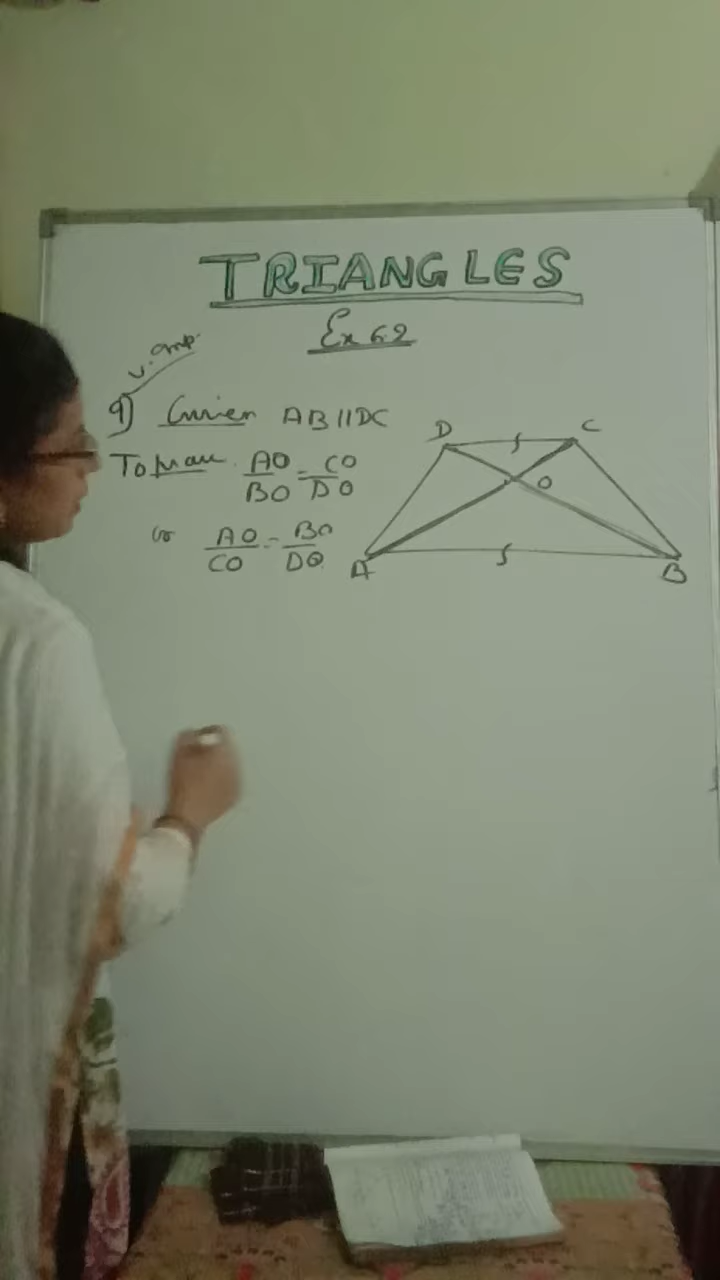 TRIANGLES
Ex 6.2
v. Imp.
9) Given AB || DC
To prove AO/BO = CO/DO
or AO/CO = BO/DO
D C
O
A B